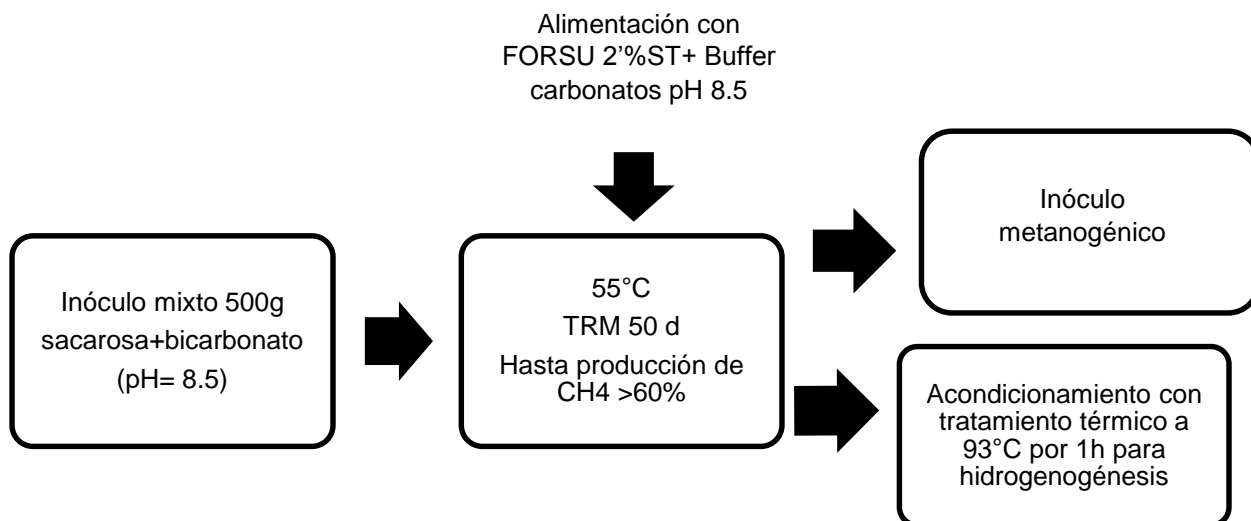 Alimentación con
FORSU 2'%ST+ Buffer
carbonatos pH 8.5
Inóculo mixto 500g
sacarosa+bicarbonato
(pH= 8.5)
55°C
TRM 50 d
Hasta producción de
CH4 >60%
Inóculo
metanogénico
Acondicionamiento con
tratamiento térmico a
93°C por 1h para
hidrogenogénesis